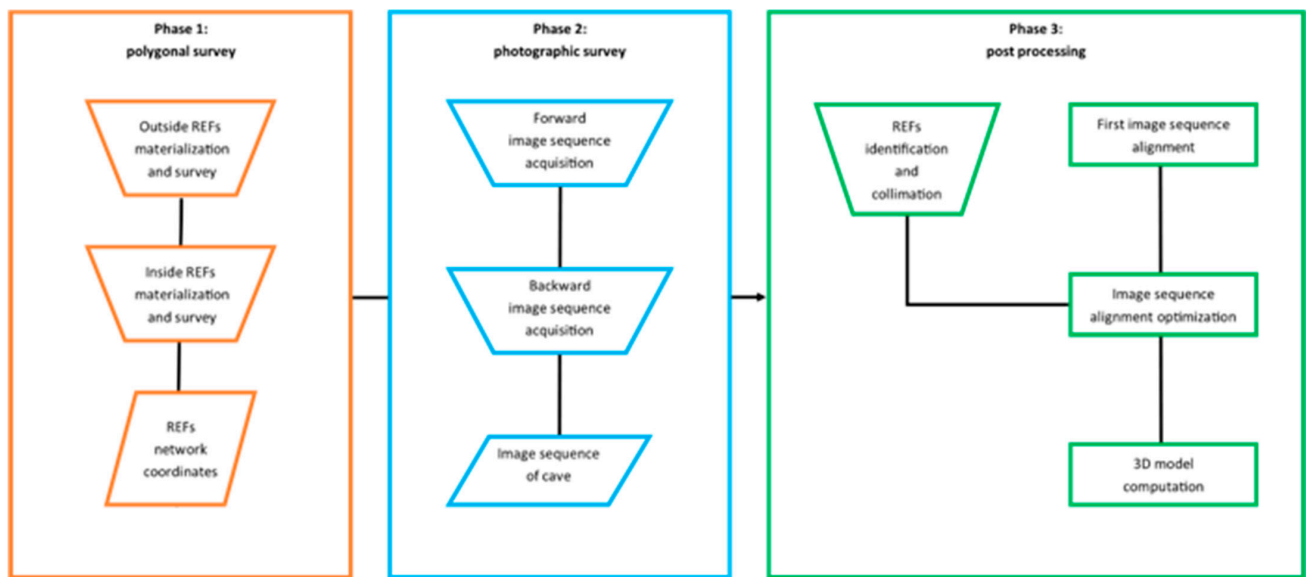 Phase 1:
polygonal survey
Outside REFs
materialization
and survey
Inside REFs
materialization
and survey
REFs
network
coordinates
Phase 2:
photographic survey
Forward
image sequence
acquisition
Backward
image sequence
acquisition
Image sequence
of cave
Phase 3:
post processing
REFs
identification
and
collimation
First image sequence
alignment
Image sequence
alignment optimization
3D model
computation